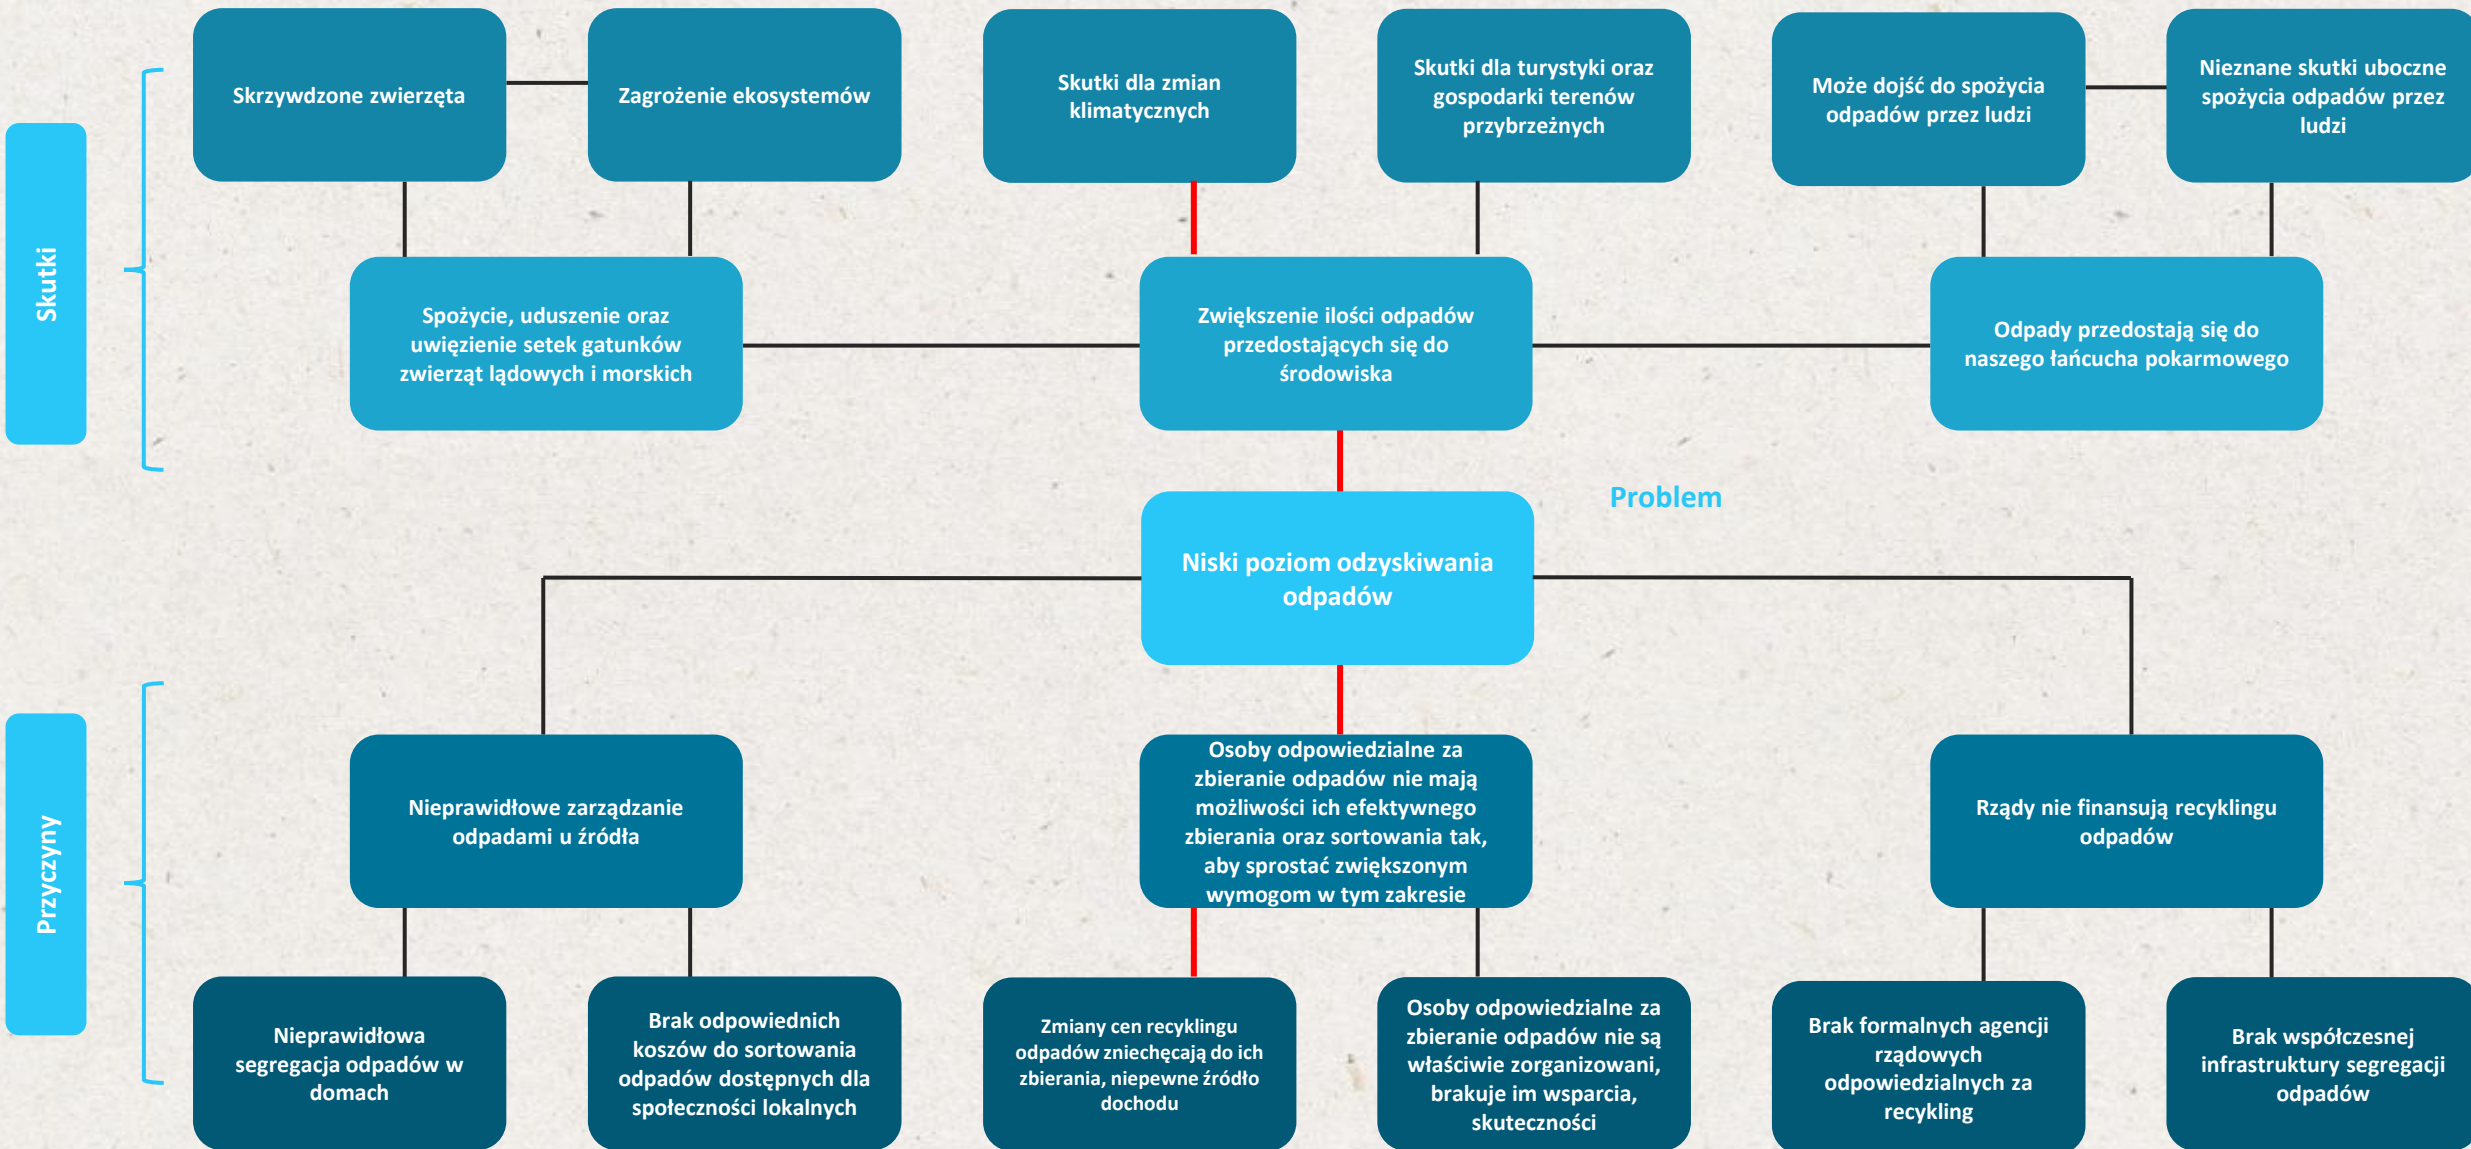 Skrzywdzone zwierzęta
Zagrożenie ekosystemów
Skutki dla zmian
klimatycznych
Skutki dla turystyki oraz
gospodarki terenów
przybrzeżnych
Może dojść do spożycia
odpadów przez ludzi
Nieznane skutki uboczne
spożycia odpadów przez
ludzi
Skutki
Spożycie, uduszenie oraz
uwięzienie setek gatunków
zwierząt lądowych i morskich
Zwiększenie ilości odpadów
przedostających się do
środowiska
Odpady przedostają się do
naszego łańcucha pokarmowego
Problem
Niski poziom odzyskiwania
odpadów
Przyczyny
Nieprawidłowe zarządzanie
odpadami u źródła
Osoby odpowiedzialne za
zbieranie odpadów nie mają
możliwości ich efektywnego
zbierania oraz sortowania tak,
aby sprostać zwiększonym
wymogom w tym zakresie
Rządy nie finansują recyklingu
odpadów
Nieprawidłowa
segregacja odpadów w
domach
Brak odpowiednich
koszów do sortowania
odpadów dostępnych dla
społeczności lokalnych
Zmiany cen recyklingu
odpadów zniechęcają do ich
zbierania, niepewne źródło
dochodu
Osoby odpowiedzialne za
zbieranie odpadów nie są
właściwie zorganizowani,
brakuje im wsparcia,
skuteczności
Brak formalnych agencji
rządowych
odpowiedzialnych za
recykling
Brak współczesnej
infrastruktury segregacji
odpadów